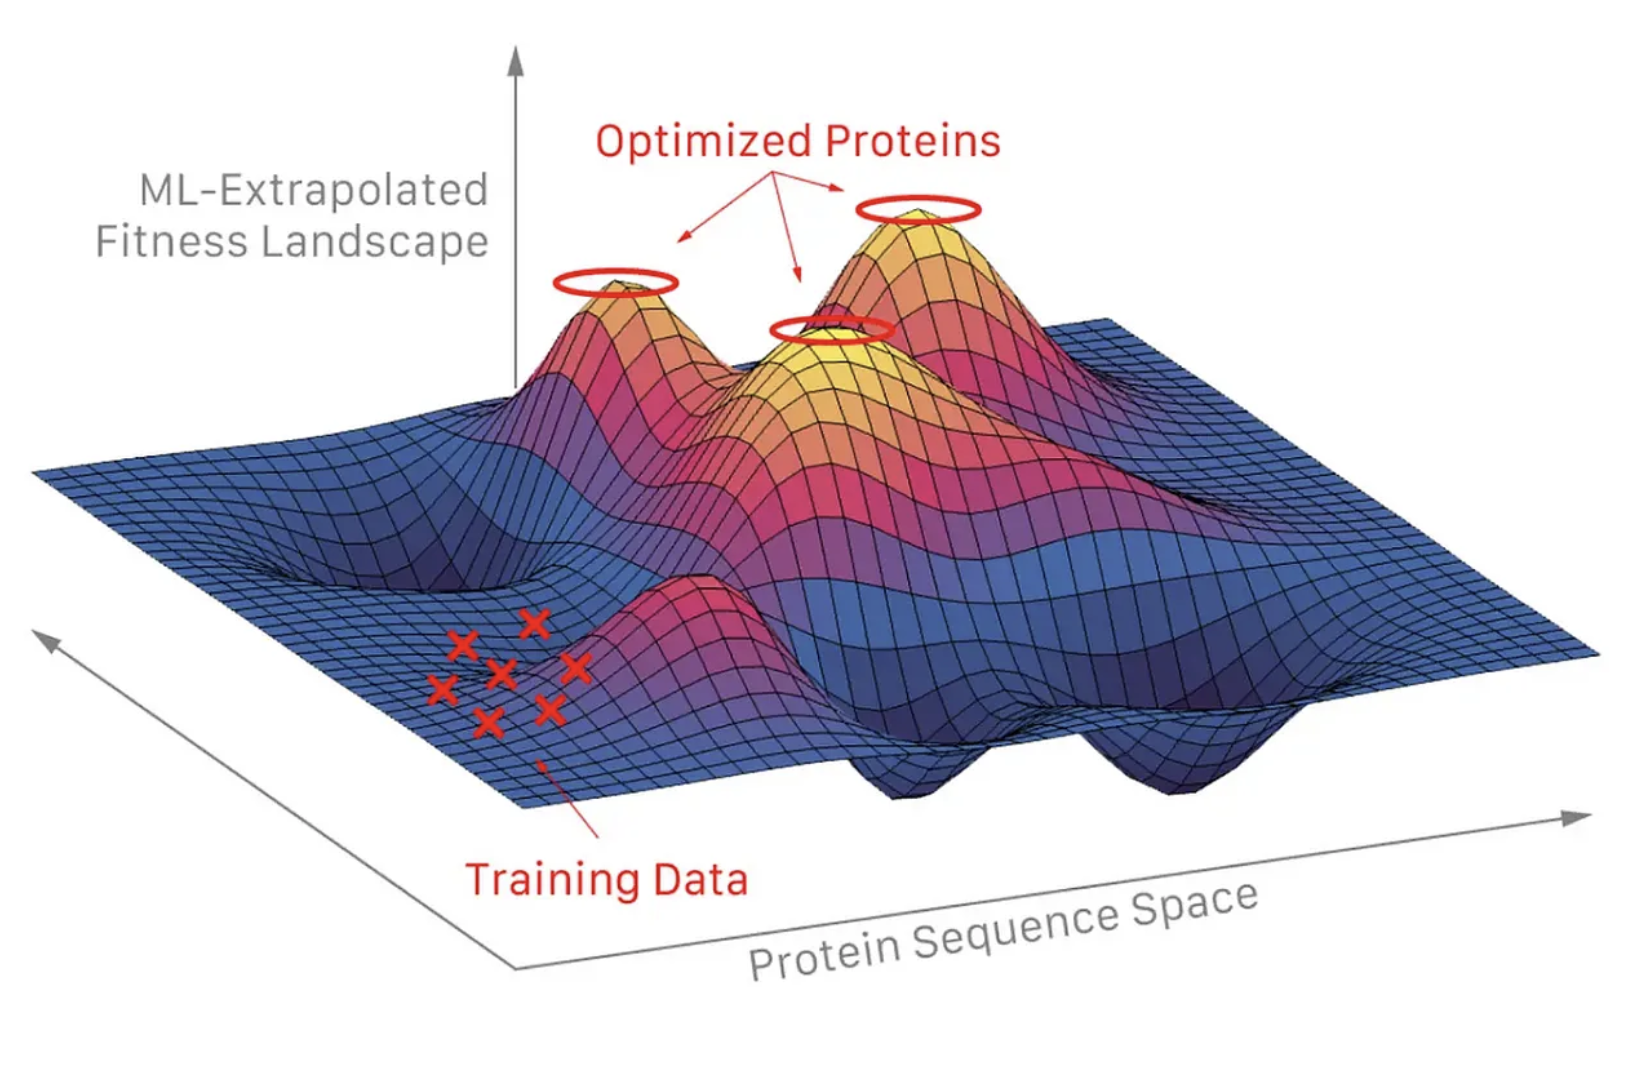 Optimized Proteins
ML-Extrapolated
Fitness Landscape
Training Data
Protein Sequence Space